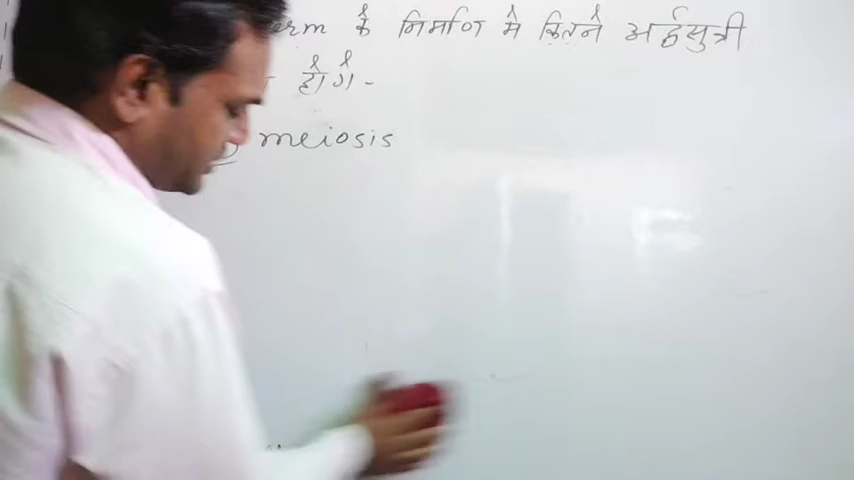 erm के निर्माण मे कितने अर्द्धसुत्री
होंगे -
meiosis